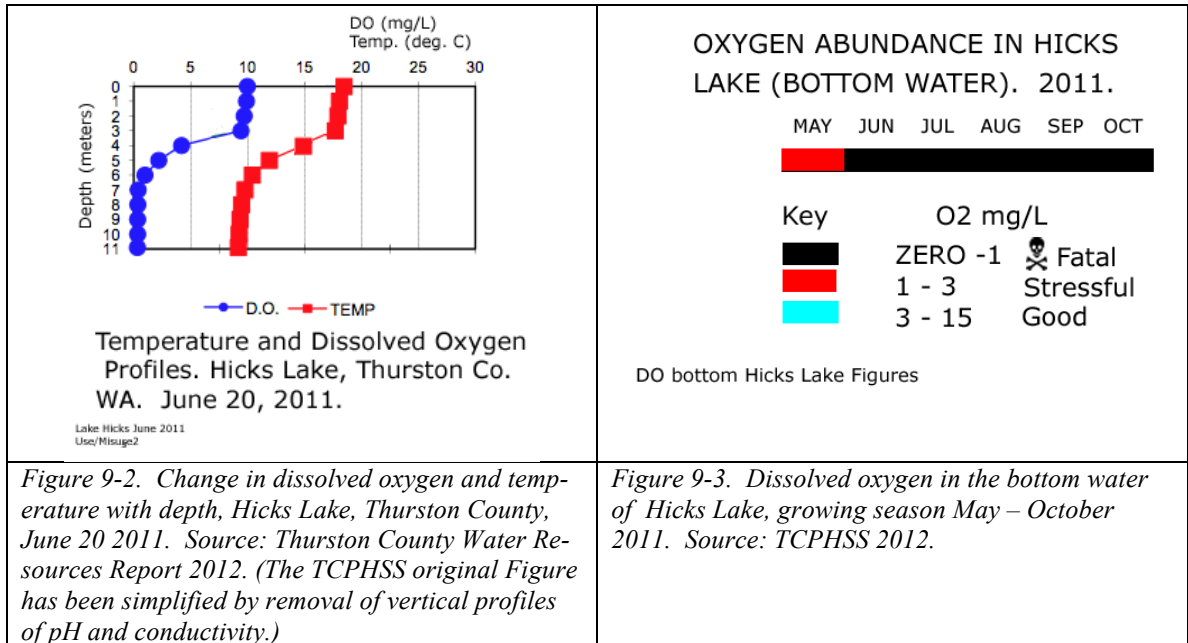 DO (mg/L)
Temp. (deg. C)
0 5 10 15 20 25 30
Depth (meters)
0
1
2
3
4
5
6
7
8
9
10
11
D.O. TEMP
Temperature and Dissolved Oxygen
Profiles. Hicks Lake, Thurston Co.
WA. June 20, 2011.
Lake Hicks June 2011
Use/Misuge2
Figure 9-2. Change in dissolved oxygen and temp-
erature with depth, Hicks Lake, Thurston County,
June 20 2011. Source: Thurston County Water Re-
sources Report 2012. (The TCPHSS original Figure
has been simplified by removal of vertical profiles
of pH and conductivity.)
OXYGEN ABUNDANCE IN HICKS
LAKE (BOTTOM WATER). 2011.
MAY JUN JUL AUG SEP OCT
Key O2 mg/L
ZERO -1 Fatal
1 - 3 Stressful
3 - 15 Good
DO bottom Hicks Lake Figures
Figure 9-3. Dissolved oxygen in the bottom water
of Hicks Lake, growing season May – October
2011. Source: TCPHSS 2012.